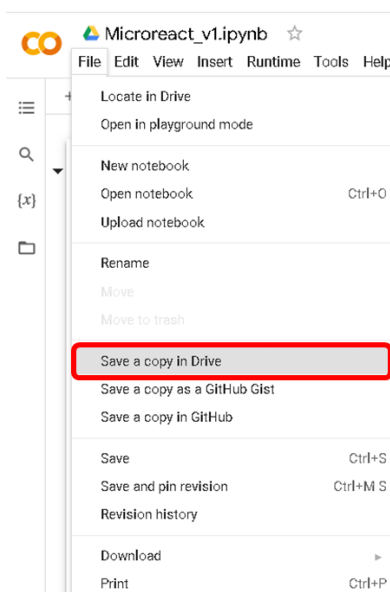 CO Microreact_v1.ipynb
File Edit View Insert Runtime Tools Help
Locate in Drive
Open in playground mode
New notebook
Open notebook Ctrl+O
Upload notebook
{x}
Rename
Move
Move to trash
Save a copy in Drive
Save a copy as a GitHub Gist
Save a copy in GitHub
Save Ctrl+S
Save and pin revision Ctrl+M S
Revision history
Download
Print Ctrl+P